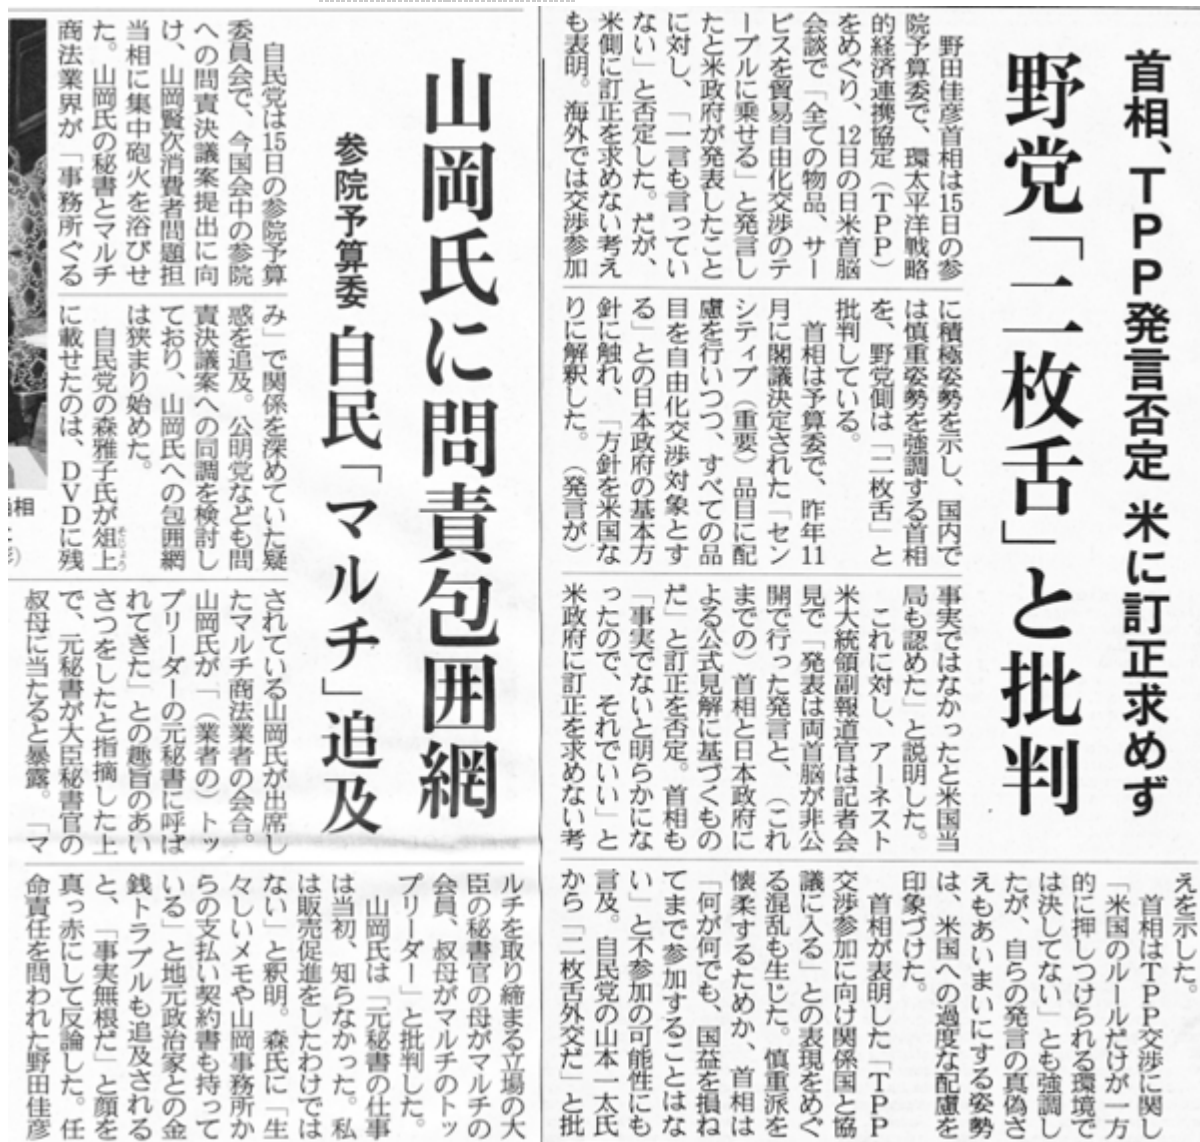 首相、TPP発言否定 米に訂正求めず
野党「二枚舌」と批判
野田佳彦首相は15日の参
院予算委で、環太平洋戦略
的経済連携協定（TPP）
をめぐり、12日の日米首脳
会談で「全ての物品、サー
ビスを貿易自由化交渉のテ
ーブルに乗せる」と発言し
たと米政府が発表したこと
に対し、「一言も言ってい
ない」と否定した。だが、
米側に訂正を求めない考え
も表明。海外では交渉参加
に積極姿勢を示し、国内で
は慎重姿勢を強調する首相
を、野党側は「二枚舌」と
批判している。
首相は予算委で、昨年11
月に閣議決定された「セン
シティブ（重要）品目に配
慮を行いつつ、すべての品
目を自由化交渉対象とす
る」との日本政府の基本方
針に触れ、「方針を米国な
りに解釈した。（発言が）
事実ではなかったと米国当
局も認めた」と説明した。
これに対し、アーネスト
米大統領副報道官は記者会
見で「発表は両首脳が非公
開で行った発言と、（これ
までの）首相と日本政府に
よる公式見解に基づくもの
だ」と訂正を否定。首相も
「事実でないと明らかにな
ったので、それでいい」と
米政府に訂正を求めない考
えを示した。
首相はTPP交渉に関し
「米国のルールだけが一方
的に押しつけられる環境で
は決してない」とも強調し
たが、自らの発言の真偽さ
えもあいまいにする姿勢
は、米国への過度な配慮を
印象づけた。
首相が表明した「TPP
交渉参加に向け関係国と協
議に入る」との表現をめぐ
る混乱も生じた。慎重派を
懐柔するためか、首相は
「何が何でも、国益を損ね
てまで参加することはな
い」と不参加の可能性にも
言及。自民党の山本一太氏
から「二枚舌外交だ」と批
山岡氏に問責包囲網
参院予算委 自民「マルチ」追及
自民党は15日の参院予算
委員会で、今国会中の参院
への問責決議案提出に向
け、山岡賢次消費者問題担
当相に集中砲火を浴びせ
た。山岡氏の秘書とマルチ
商法業界が「事務所ぐる
み」で関係を深めていた疑
惑を追及。公明党なども問
責決議案への同調を検討し
ており、山岡氏への包囲網
は狭まり始めた。
自民党の森雅子氏が俎上
そじょう
に載せたのは、DVDに残
されている山岡氏が出席し
たマルチ商法業者の会合。
山岡氏が「（業者の）トッ
プリーダーの元秘書に呼ば
れてきた」との趣旨のあい
さつをしたと指摘した上
で、元秘書が大臣秘書官の
叔母に当たると暴露。「マ
ルチを取り締まる立場の大
臣の秘書官の母がマルチの
会員、叔母がマルチのトッ
プリーダー」と批判した。
山岡氏は「元秘書の仕事
は当初、知らなかった。私
は販売促進をしたわけでは
ない」と釈明。森氏に「生
々しいメモや山岡事務所か
らの支払い契約書も持って
いる」と地元政治家との金
銭トラブルも追及される
と、「事実無根だ」と顔を
真っ赤にして反論した。任
命責任を問われた野田佳彦
相